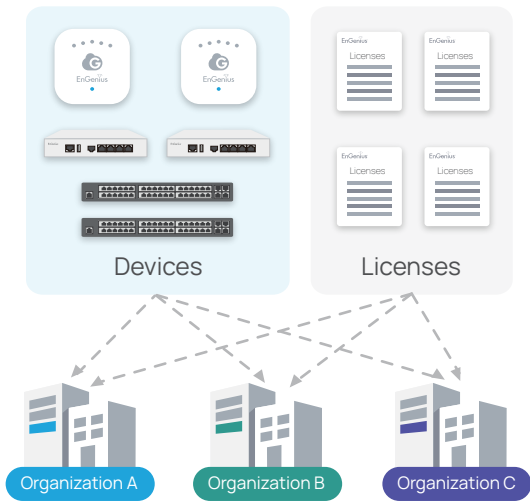 EnGenius
EnGenius
EnGenius
Licenses
EnGenius
Licenses
EnGenius
Licenses
EnGenius
Licenses
Devices
Licenses
Organization A
Organization B
Organization C